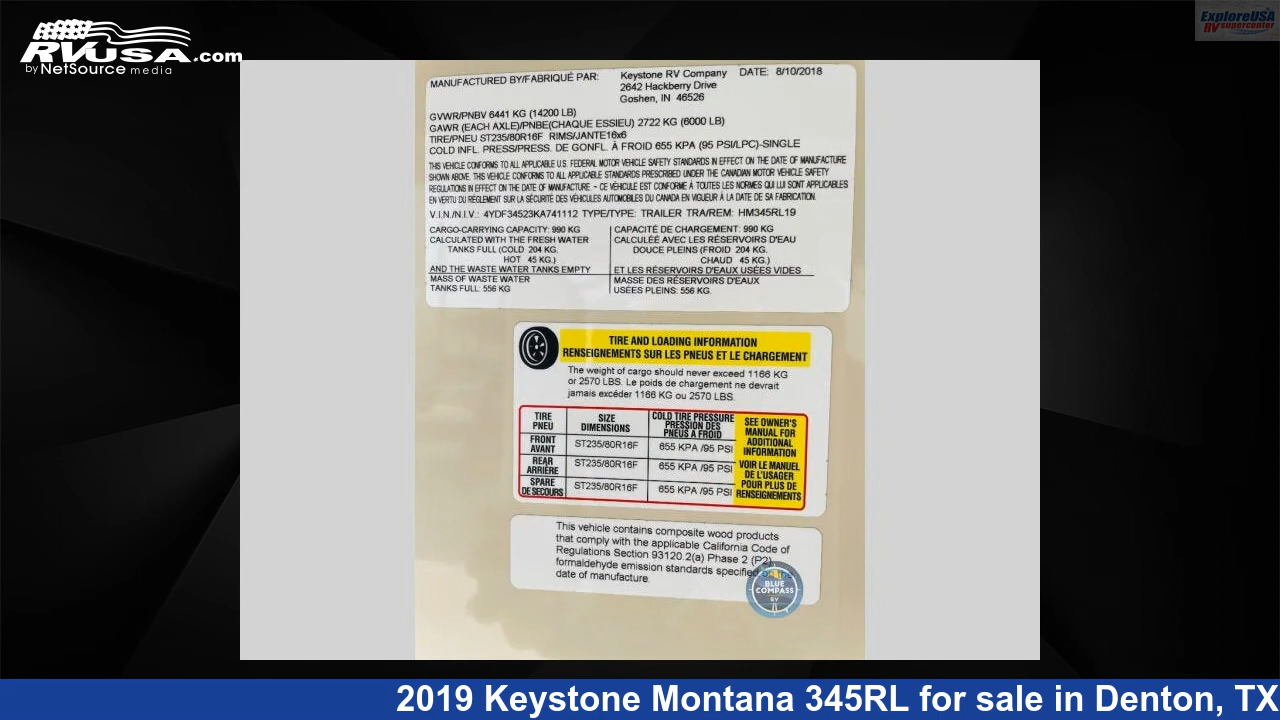 RVUSA.com
by NetSource media
ExploreUSA
RV supercenter
MANUFACTURED BY/FABRIQUÉ PAR: Keystone RV Company DATE: 8/10/2018
2642 Hackberry Drive
Goshen, IN 46526
GVWR/PNBV 6441 KG (14200 LB)
GAWR (EACH AXLE)/PNBE(CHAQUE ESSIEU) 2722 KG (6000 LB)
TIRE/PNEU ST235/80R16F RIMS/JANTE16x6
COLD INFL. PRESS/PRESS. DE GONFL. À FROID 655 KPA (95 PSI/LPC)-SINGLE
THIS VEHICLE CONFORMS TO ALL APPLICABLE U.S. FEDERAL MOTOR VEHICLE SAFETY STANDARDS IN EFFECT ON THE DATE OF MANUFACTURE
SHOWN ABOVE. THIS VEHICLE CONFORMS TO ALL APPLICABLE STANDARDS PRESCRIBED UNDER THE CANADIAN MOTOR VEHICLE SAFETY
REGULATIONS IN EFFECT ON THE DATE OF MANUFACTURE. - CE VÉHICULE EST CONFORME À TOUTES LES NORMES QUI LUI SONT APPLICABLES
EN VERTU DU RÉGLEMENT SUR LA SÉCURITE DES VÉHICULES AUTOMOBILES DU CANADA EN VIGUEUR À LA DATE DE SA FABRICATION.
V.I.N./N.I.V.: 4YDF34523KA741112 TYPE/TYPE: TRAILER TRA/REM: HM345RL19
CARGO-CARRYING CAPACITY: 990 KG
CALCULATED WITH THE FRESH WATER
TANKS FULL (COLD 204 KG.
HOT 45 KG.)
AND THE WASTE WATER TANKS EMPTY
MASS OF WASTE WATER
TANKS FULL: 556 KG
CAPACITÉ DE CHARGEMENT: 990 KG
CALCULÉE AVEC LES RÉSERVOIRS D'EAU
DOUCE PLEINS (FROID 204 KG.
CHAUD 45 KG.)
ET LES RÉSERVOIRS D'EAUX USÉES VIDES
MASSE DES RÉSERVOIRS D'EAUX
USÉES PLEINS: 556 KG.
TIRE AND LOADING INFORMATION
RENSEIGNEMENTS SUR LES PNEUS ET LE CHARGEMENT
The weight of cargo should never exceed 1166 KG
or 2570 LBS. Le poids de chargement ne devrait
jamais excéder 1166 KG ou 2570 LBS.
TIRE
PNEU
SIZE
DIMENSIONS
COLD TIRE PRESSURE
PRESSION DES
PNEUS A FROID
FRONT
AVANT
ST235/80R16F 655 KPA /95 PSI
REAR
ARRIÈRE
ST235/80R16F 655 KPA /95 PSI
SPARE
DE SECOURS
ST235/80R16F 655 KPA /95 PSI
SEE OWNER'S
MANUAL FOR
ADDITIONAL
INFORMATION
VOIR LE MANUEL
DE L'USAGER
POUR PLUS DE
RENSEIGNEMENTS
This vehicle contains composite wood products
that comply with the applicable California Code of
Regulations Section 93120.2(a) Phase 2 (P2)
formaldehyde emission standards specified
date of manufacture.
BLUE
COMPASS
RV
2019 Keystone Montana 345RL for sale in Denton, TX